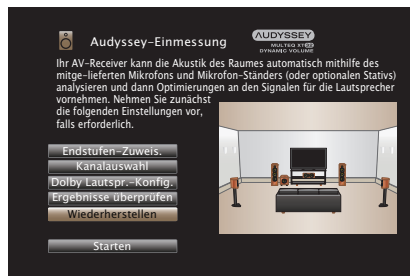 Audyssey-Einmessung
AUDYSSEY
MULTEQ XT32
DYNAMIC VOLUME
Ihr AV-Receiver kann die Akustik des Raumes automatisch mithilfe des
mitge-lieferten Mikrofons und Mikrofon-Ständers (oder optionalen Stativs)
analysieren und dann Optimierungen an den Signalen für die Lautsprecher
vornehmen. Nehmen Sie zunächst
die folgenden Einstellungen vor,
falls erforderlich.
Endstufen-Zuweis.
Kanalauswahl
Dolby Lautspr.-Konfig.
Ergebnisse überprüfen
Wiederherstellen
Starten